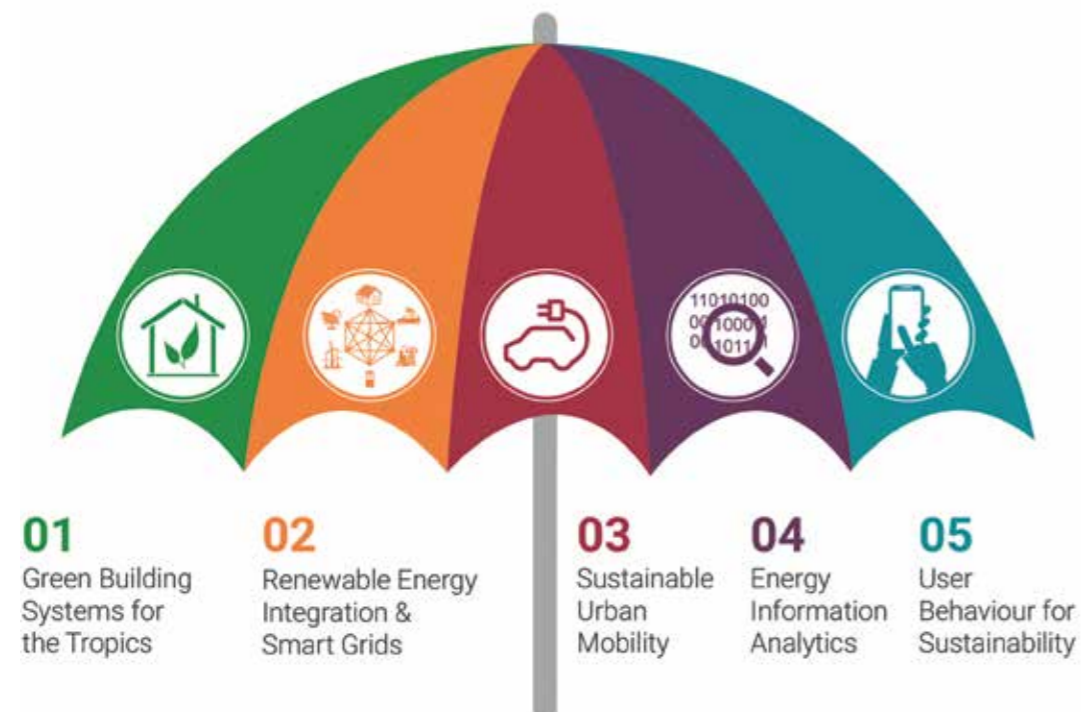 11010100
01
Green Building
Systems for
the Tropics
02
Renewable Energy
Integration &
Smart Grids
03
Sustainable
Urban
Mobility
04
Energy
Information
Analytics
05
User
Behaviour for
Sustainability